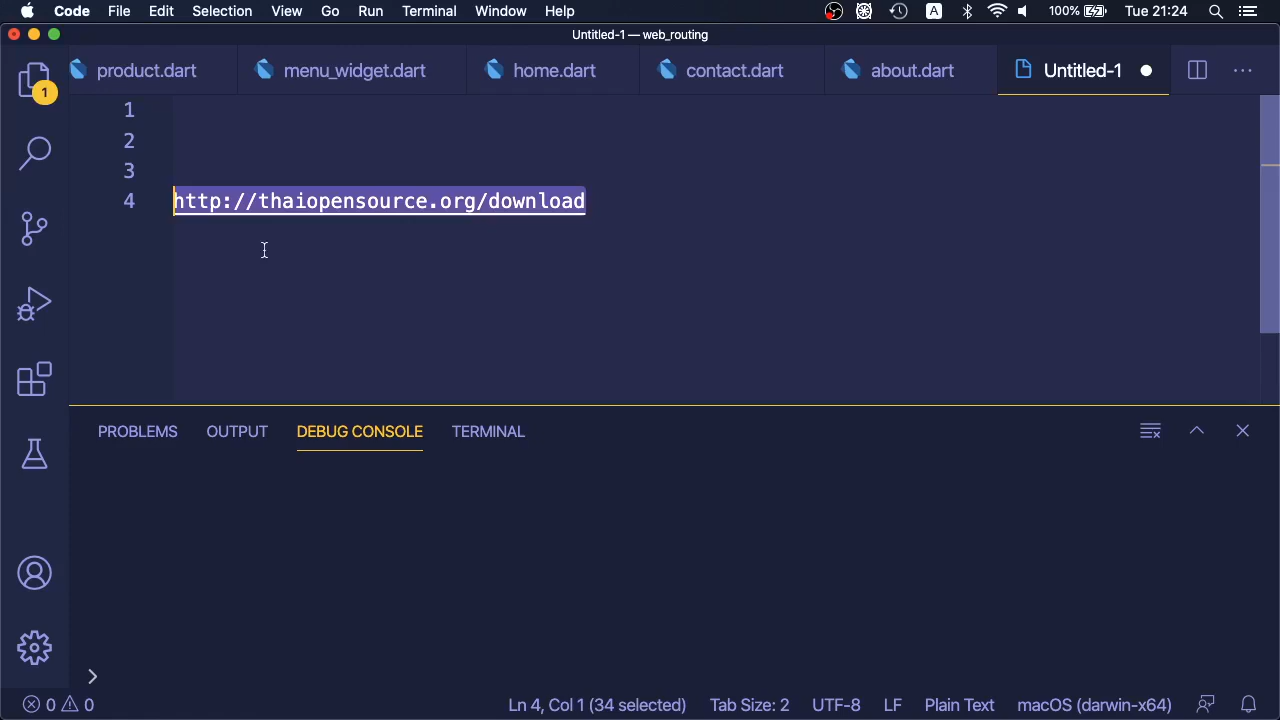 Code File Edit Selection View Go Run Terminal Window Help A 100% Tue 21:24
Untitled-1 — web_routing
product.dart menu_widget.dart home.dart contact.dart about.dart Untitled-1
1
1
2
3
4 http://thaiopensource.org/download
PROBLEMS OUTPUT DEBUG CONSOLE TERMINAL
0 0 Ln 4, Col 1 (34 selected) Tab Size: 2 UTF-8 LF Plain Text macOS (darwin-x64)